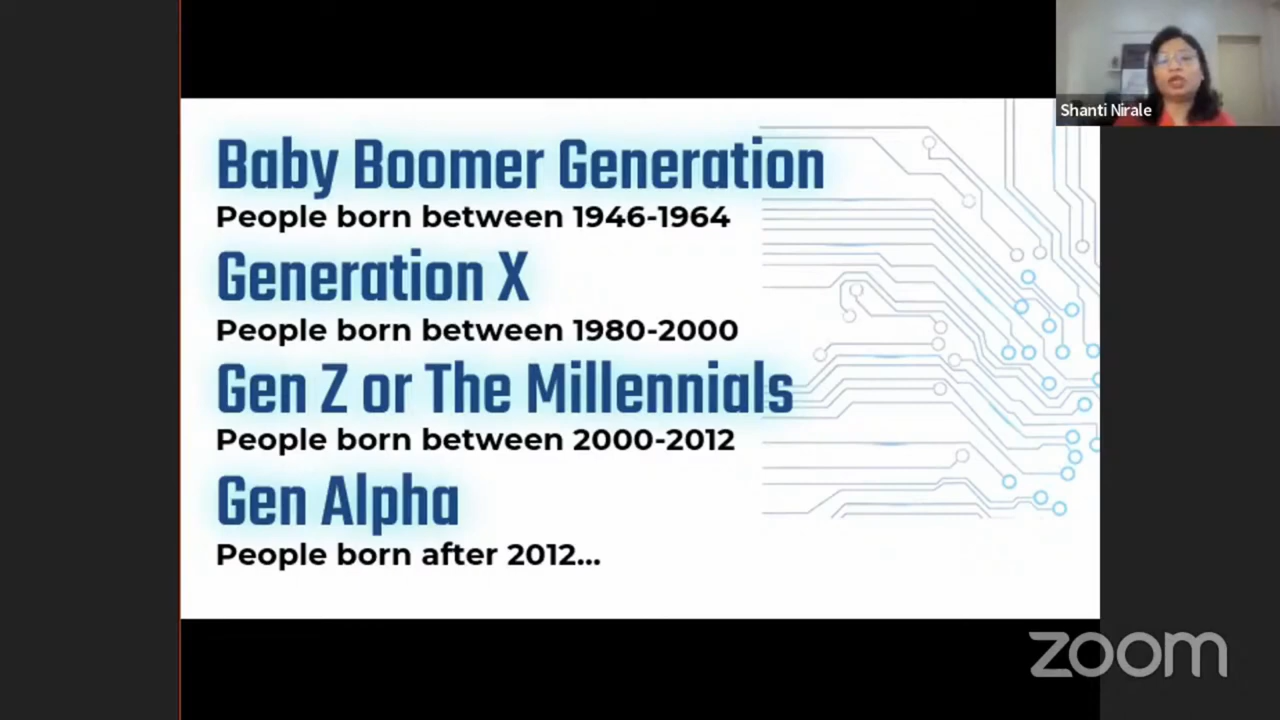 Shanti Nirale
Baby Boomer Generation
People born between 1946-1964
Generation X
People born between 1980-2000
Gen Z or The Millennials
People born between 2000-2012
Gen Alpha
People born after 2012...
zoom